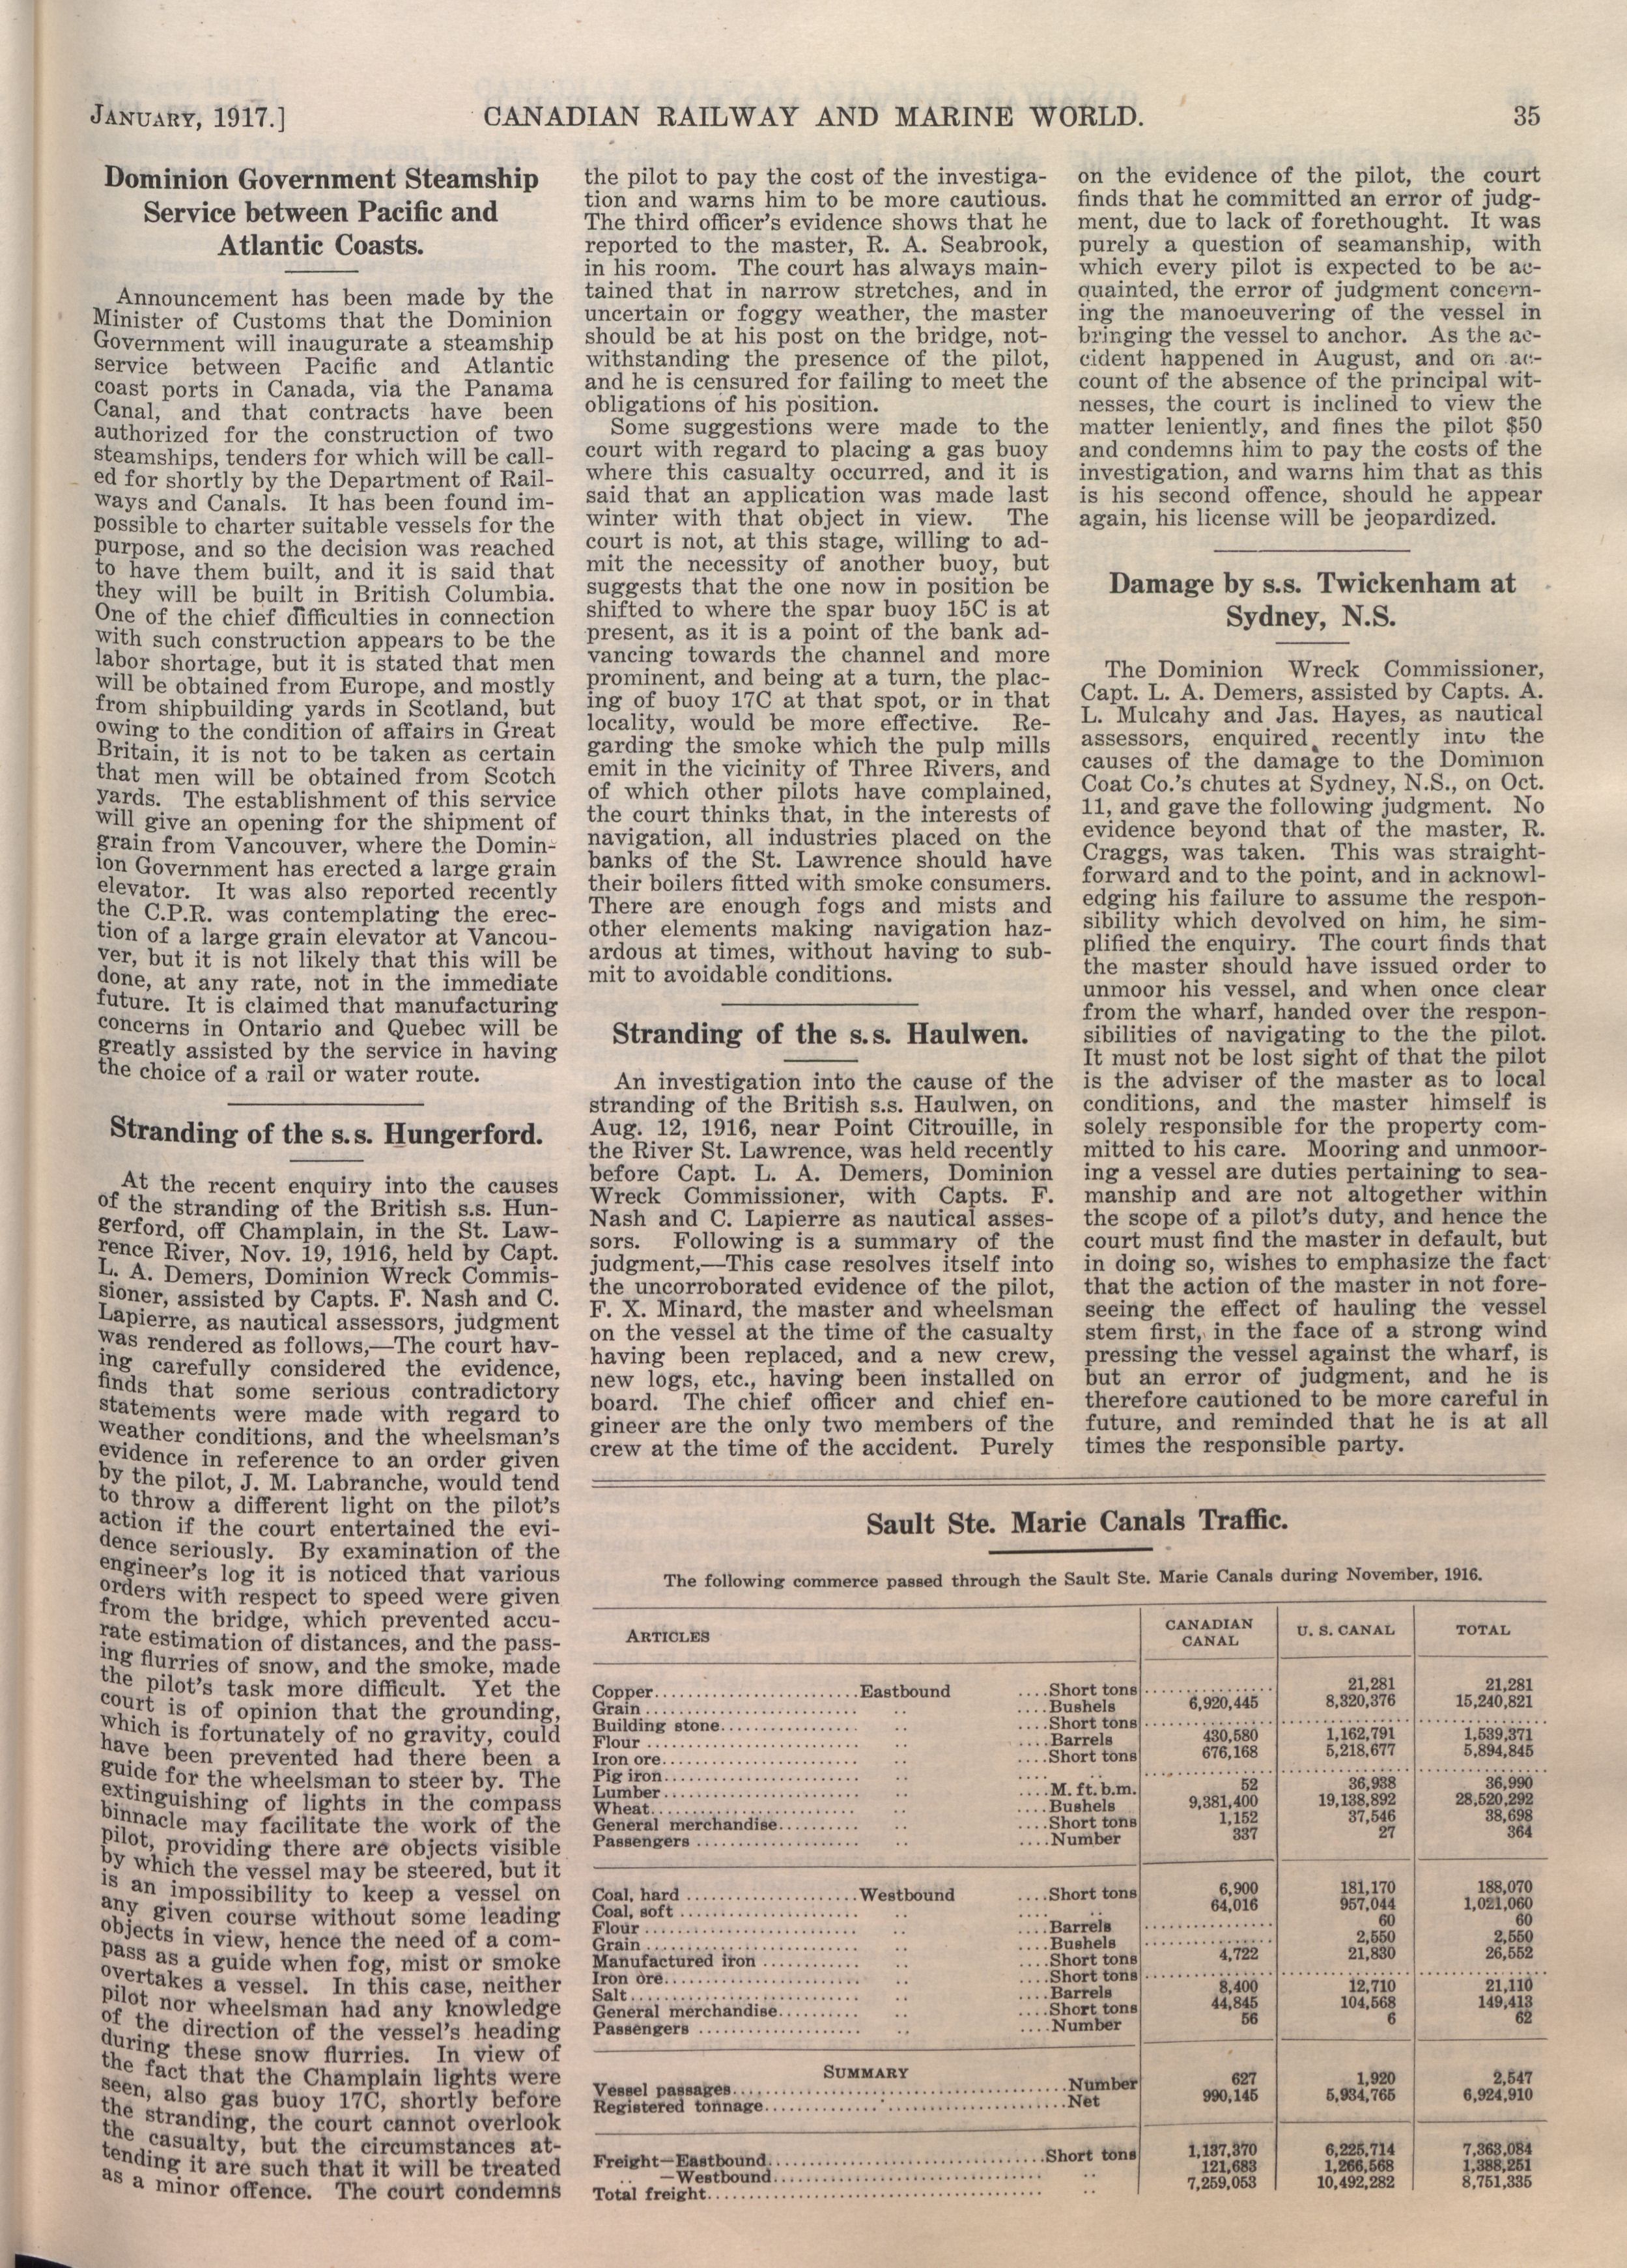 JANUARY, 1917.] CANADIAN RAILWAY AND MARINE WORLD. 35
Dominion Government Steamship
Service between Pacific and
Atlantic Coasts.
Announcement has been made by the
Minister of Customs that the Dominion
Government will inaugurate a steamship
service between Pacific and Atlantic
coast ports in Canada, via the Panama
Canal, and that contracts have been
authorized for the construction of two
steamships, tenders for which will be call-
ed for shortly by the Department of Rail-
ways and Canals. It has been found im-
possible to charter suitable vessels for the
purpose, and so the decision was reached
to have them built, and it is said that
they will be built in British Columbia.
One of the chief difficulties in connection
with such construction appears to be the
labor shortage, but it is stated that men
will be obtained from Europe, and mostly
from shipbuilding yards in Scotland, but
owing to the condition of affairs in Great
Britain, it is not to be taken as certain
that men will be obtained from Scotch
yards. The establishment of this service
will give an opening for the shipment of
grain from Vancouver, where the Domin-
ion Government has erected a large grain
elevator. It was also reported recently
the C.P.R. was contemplating the erec-
tion of a large grain elevator at Vancou-
ver, but it is not likely that this will be
done, at any rate, not in the immediate
future. It is claimed that manufacturing
concerns in Ontario and Quebec will be
greatly assisted by the service in having
the choice of a rail or water route.
Stranding of the s.s. Hungerford.
At the recent enquiry into the causes
of the stranding of the British s.s. Hun-
gerford, off Champlain, in the St. Law-
rence River, Nov. 19, 1916, held by Capt.
L. A. Demers, Dominion Wreck Commis-
sioner, assisted by Capts. F. Nash and C.
Lapierre, as nautical assessors, judgment
was rendered as follows,—The court hav-
ing carefully considered the evidence,
finds that some serious contradictory
statements were made with regard to
weather conditions, and the wheelsman's
evidence in reference to an order given
by the pilot, J. M. Labranche, would tend
to throw a different light on the pilot's
action if the court entertained the evi-
dence seriously. By examination of the
engineer's log it is noticed that various
orders with respect to speed were given
from the bridge, which prevented accu-
rate estimation of distances, and the pass-
ing flurries of snow, and the smoke, made
the pilot's task more difficult. Yet the
court is of opinion that the grounding,
which is fortunately of no gravity, could
have been prevented had there been a
guide for the wheelsman to steer by. The
extinguishing of lights in the compass
binnacle may facilitate the work of the
pilot, providing there are objects visible
by which the vessel may be steered, but it
is an impossibility to keep a vessel on
any given course without some leading
objects in view, hence the need of a com-
pass as a guide when fog, mist or smoke
overtakes a vessel. In this case, neither
pilot nor wheelsman had any knowledge
of the direction of the vessel's heading
during these snow flurries. In view of
the fact that the Champlain lights were
seen, also gas buoy 17C, shortly before
the stranding, the court cannot overlook
the casualty, but the circumstances at-
tending it are such that it will be treated
as a minor offence. The court condemns
the pilot to pay the cost of the investiga-
tion and warns him to be more cautious.
The third officer's evidence shows that he
reported to the master, R. A. Seabrook,
in his room. The court has always main-
tained that in narrow stretches, and in
uncertain or foggy weather, the master
should be at his post on the bridge, not-
withstanding the presence of the pilot,
and he is censured for failing to meet the
obligations of his position.
Some suggestions were made to the
court with regard to placing a gas buoy
where this casualty occurred, and it is
said that an application was made last
winter with that object in view. The
court is not, at this stage, willing to ad-
mit the necessity of another buoy, but
suggests that the one now in position be
shifted to where the spar buoy 15C is at
present, as it is a point of the bank ad-
vancing towards the channel and more
prominent, and being at a turn, the plac-
ing of buoy 17C at that spot, or in that
locality, would be more effective. Re-
garding the smoke which the pulp mills
emit in the vicinity of Three Rivers, and
of which other pilots have complained,
the court thinks that, in the interests of
navigation, all industries placed on the
banks of the St. Lawrence should have
their boilers fitted with smoke consumers.
There are enough fogs and mists and
other elements making navigation haz-
ardous at times, without having to sub-
mit to avoidable conditions.
Stranding of the s.s. Haulwen.
An investigation into the cause of the
stranding of the British s.s. Haulwen, on
Aug. 12, 1916, near Point Citrouille, in
the River St. Lawrence, was held recently
before Capt. L. A. Demers, Dominion
Wreck Commissioner, with Capts. F.
Nash and C. Lapierre as nautical asses-
sors. Following is a summary of the
judgment,—This case resolves itself into
the uncorroborated evidence of the pilot,
F. X. Minard, the master and wheelsman
on the vessel at the time of the casualty
having been replaced, and a new crew,
new logs, etc., having been installed on
board. The chief officer and chief en-
gineer are the only two members of the
crew at the time of the accident. Purely
on the evidence of the pilot, the court
finds that he committed an error of judg-
ment, due to lack of forethought. It was
purely a question of seamanship, with
which every pilot is expected to be ac-
quainted, the error of judgment concern-
ing the manoeuvering of the vessel in
bringing the vessel to anchor. As the ac-
cident happened in August, and on ac-
count of the absence of the principal wit-
nesses, the court is inclined to view the
matter leniently, and fines the pilot $50
and condemns him to pay the costs of the
investigation, and warns him that as this
is his second offence, should he appear
again, his license will be jeopardized.
Damage by s.s. Twickenham at
Sydney, N.S.
The Dominion Wreck Commissioner,
Capt. L. A. Demers, assisted by Capts. A.
L. Mulcahy and Jas. Hayes, as nautical
assessors, enquired recently into the
causes of the damage to the Dominion
Coat Co.'s chutes at Sydney, N.S., on Oct.
11, and gave the following judgment. No
evidence beyond that of the master, R.
Craggs, was taken. This was straight-
forward and to the point, and in acknowl-
edging his failure to assume the respon-
sibility which devolved on him, he sim-
plified the enquiry. The court finds that
the master should have issued order to
unmoor his vessel, and when once clear
from the wharf, handed over the respon-
sibilities of navigating to the the pilot.
It must not be lost sight of that the pilot
is the adviser of the master as to local
conditions, and the master himself is
solely responsible for the property com-
mitted to his care. Mooring and unmoor-
ing a vessel are duties pertaining to sea-
manship and are not altogether within
the scope of a pilot's duty, and hence the
court must find the master in default, but
in doing so, wishes to emphasize the fact
that the action of the master in not fore-
seeing the effect of hauling the vessel
stem first, in the face of a strong wind
pressing the vessel against the wharf, is
but an error of judgment, and he is
therefore cautioned to be more careful in
future, and reminded that he is at all
times the responsible party.
Sault Ste. Marie Canals Traffic.
The following commerce passed through the Sault Ste. Marie Canals during November, 1916.
ARTICLES CANADIAN CANAL U. S. CANAL TOTAL
Copper..........Eastbound ....Short tons .......... 21,281 21,281
Grain.......... .. ....Bushels 6,920,445 8,320,376 15,240,821
Building stone.......... .. ....Short tons .......... .......... ..........
Flour.......... .. ....Barrels 430,580 1,162,791 1,539,371
Iron ore.......... .. ....Short tons 676,168 5,218,677 5,894,845
Pig iron.......... .. .... .. .......... .......... ..........
Lumber.......... .. ....M. ft. b.m. 52 36,938 36,990
Wheat.......... .. ....Bushels 9,381,400 19,138,892 28,520,292
General merchandise.......... .. ....Short tons 1,152 37,546 38,698
Passengers.......... .. ....Number 337 27 364
Coal, hard..........Westbound ....Short tons 6,900 181,170 188,070
Coal, soft.......... .. .... .. 64,016 957,044 1,021,060
Flour.......... .. ....Barrels .......... 60 60
Grain.......... .. ....Bushels .......... 2,550 2,550
Manufactured iron.......... .. ....Short tons 4,722 21,830 26,552
Iron ore.......... .. ....Short tons .......... .......... ..........
Salt.......... .. ....Barrels 8,400 12,710 21,110
General merchandise.......... .. ....Short tons 44,845 104,568 149,413
Passengers.......... .. ....Number 56 6 62
SUMMARY
Vessel passages..........Number 627 1,920 2,547
Registered tonnage..........Net 990,145 5,934,765 6,924,910
Freight—Eastbound..........Short tons 1,137,370 6,225,714 7,363,084
.. —Westbound.......... .. 121,683 1,266,568 1,388,251
Total freight.......... .. 7,259,053 10,492,282 8,751,335